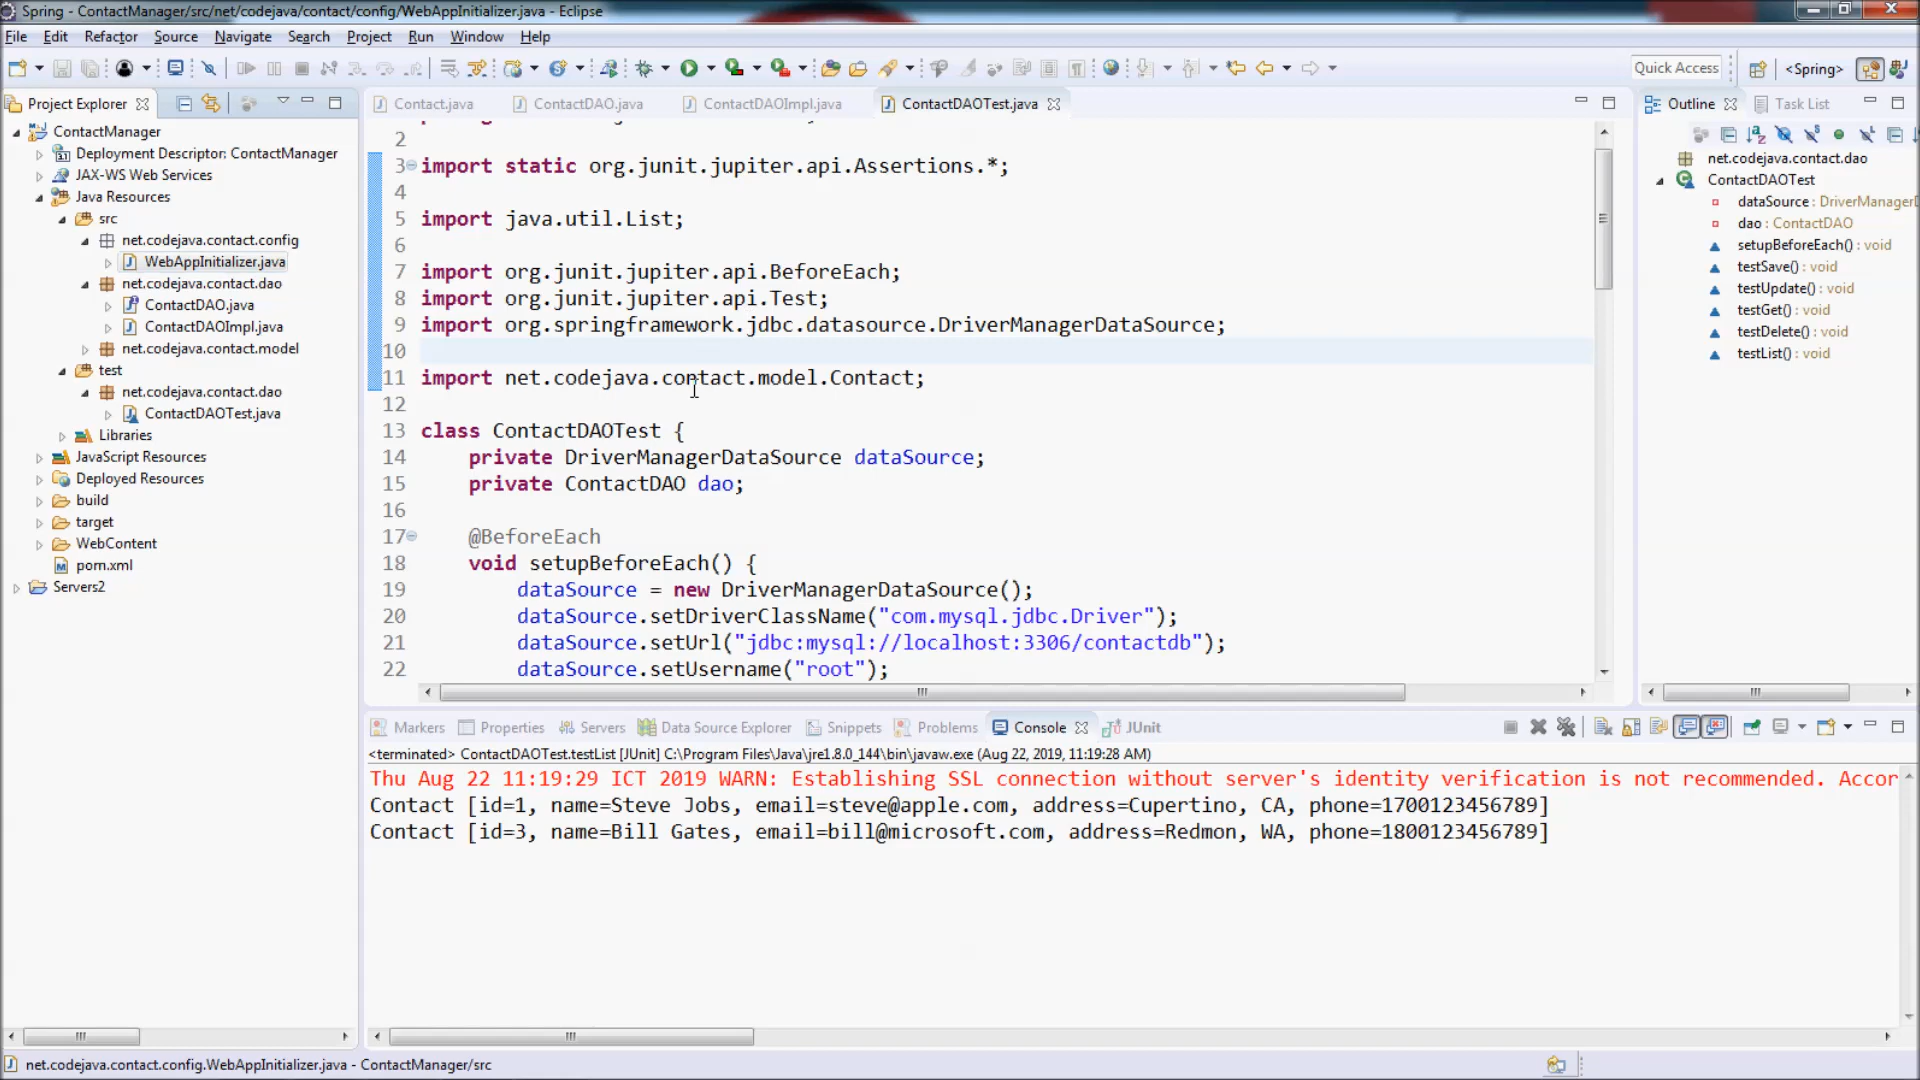 Spring - ContactManager/src/net/codejava/contact/config/WebAppInitializer.java - Eclipse
File Edit Refactor Source Navigate Search Project Run Window Help
Quick Access <Spring>
Project Explorer
ContactManager
Deployment Descriptor: ContactManager
JAX-WS Web Services
Java Resources
src
net.codejava.contact.config
WebAppInitializer.java
net.codejava.contact.dao
ContactDAO.java
ContactDAOImpl.java
net.codejava.contact.model
test
net.codejava.contact.dao
ContactDAOTest.java
Libraries
JavaScript Resources
Deployed Resources
build
target
WebContent
pom.xml
Servers2
Contact.java ContactDAO.java ContactDAOImpl.java ContactDAOTest.java
2
3 import static org.junit.jupiter.api.Assertions.*;
4
5 import java.util.List;
6
7 import org.junit.jupiter.api.BeforeEach;
8 import org.junit.jupiter.api.Test;
9 import org.springframework.jdbc.datasource.DriverManagerDataSource;
10
11 import net.codejava.contact.model.Contact;
12
13 class ContactDAOTest {
14 private DriverManagerDataSource dataSource;
15 private ContactDAO dao;
16
17 @BeforeEach
18 void setupBeforeEach() {
19 dataSource = new DriverManagerDataSource();
20 dataSource.setDriverClassName("com.mysql.jdbc.Driver");
21 dataSource.setUrl("jdbc:mysql://localhost:3306/contactdb");
22 dataSource.setUsername("root");
Outline Task List
net.codejava.contact.dao
ContactDAOTest
dataSource : DriverManagerD
dao : ContactDAO
setupBeforeEach() : void
testSave() : void
testUpdate() : void
testGet() : void
testDelete() : void
testList() : void
Markers Properties Servers Data Source Explorer Snippets Problems Console JUnit
<terminated> ContactDAOTest.testList [JUnit] C:\Program Files\Java\jre1.8.0_144\bin\javaw.exe (Aug 22, 2019, 11:19:28 AM)
Thu Aug 22 11:19:29 ICT 2019 WARN: Establishing SSL connection without server's identity verification is not recommended. Accor
Contact [id=1, name=Steve Jobs, email=steve@apple.com, address=Cupertino, CA, phone=1700123456789]
Contact [id=3, name=Bill Gates, email=bill@microsoft.com, address=Redmon, WA, phone=1800123456789]
net.codejava.contact.config.WebAppInitializer.java - ContactManager/src